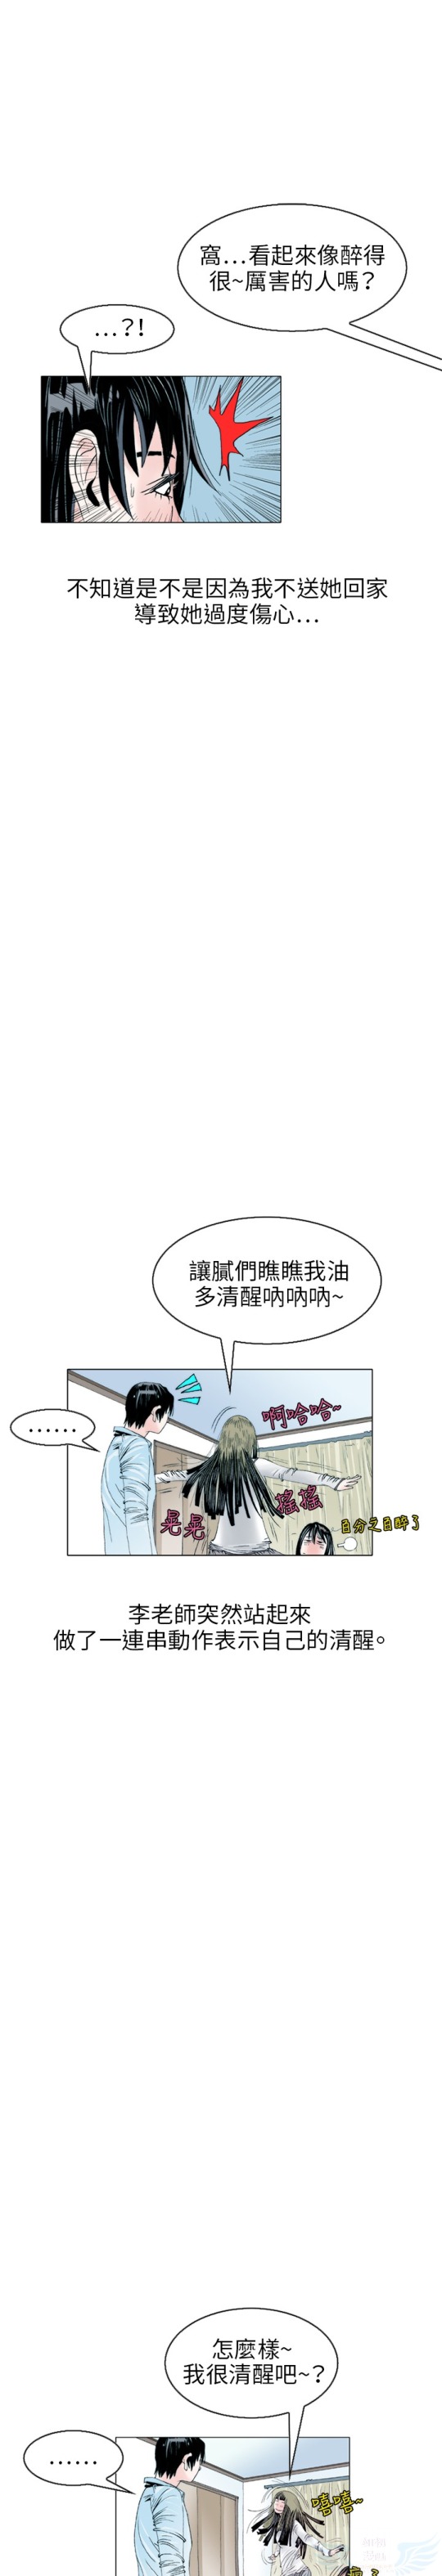 窩...看起來像醉得
很~厲害的人嗎?
...?!
不知道是不是因為我不送她回家
導致她過度傷心...
讓膩們瞧瞧我油
多清醒吶吶吶~
......
啊哈哈~
晃晃
搖搖
百分之百醉了
李老師突然站起來
做了一連串動作表示自己的清醒。
怎麼樣~
我很清醒吧~?
......
嘻嘻~